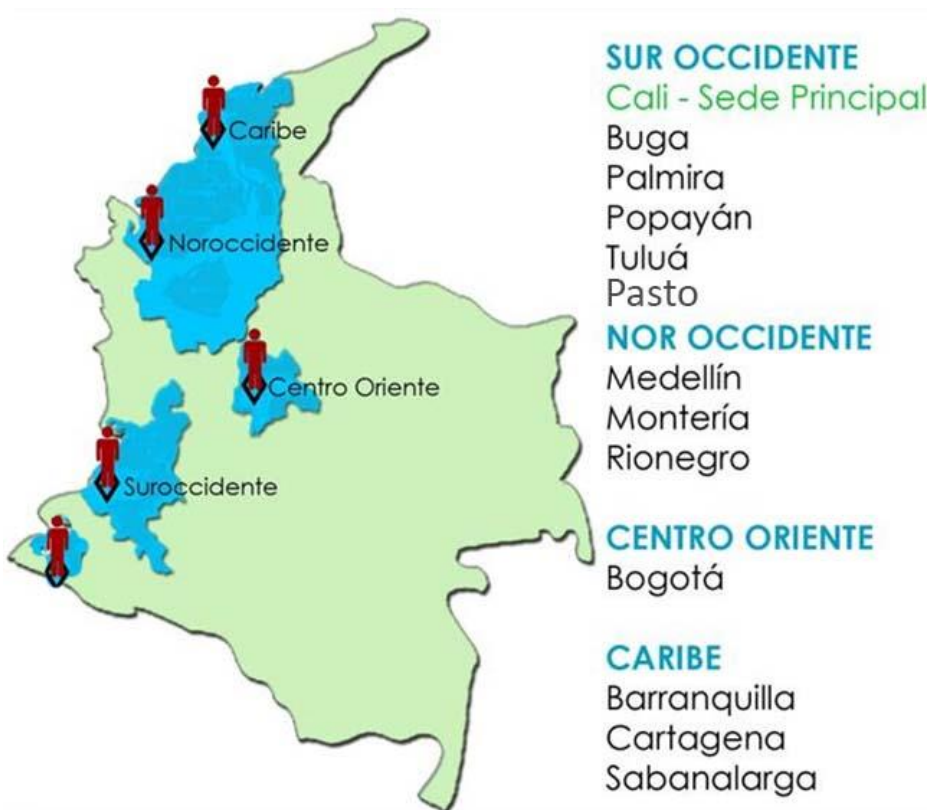 Caribe
Noroccidente
Centro Oriente
Suroccidente
SUR OCCIDENTE
Cali - Sede Principal
Buga
Palmira
Popayán
Tuluá
Pasto
NOR OCCIDENTE
Medellín
Montería
Rionegro
CENTRO ORIENTE
Bogotá
CARIBE
Barranquilla
Cartagena
Sabanalarga